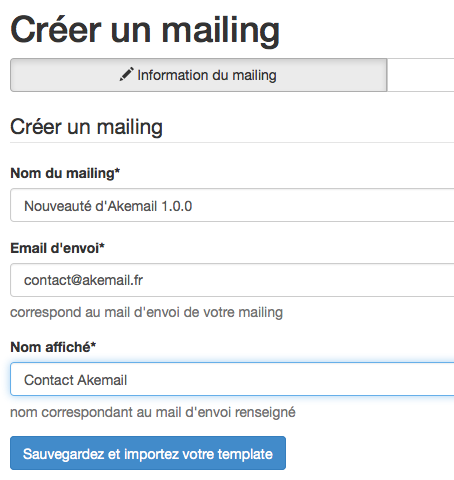 Créer un mailing
Information du mailing
Créer un mailing
Nom du mailing*
Nouveauté d'Akemail 1.0.0
Email d'envoi*
contact@akemail.fr
correspond au mail d'envoi de votre mailing
Nom affiché*
Contact Akemail
nom correspondant au mail d'envoi renseigné
Sauvegardez et importez votre template